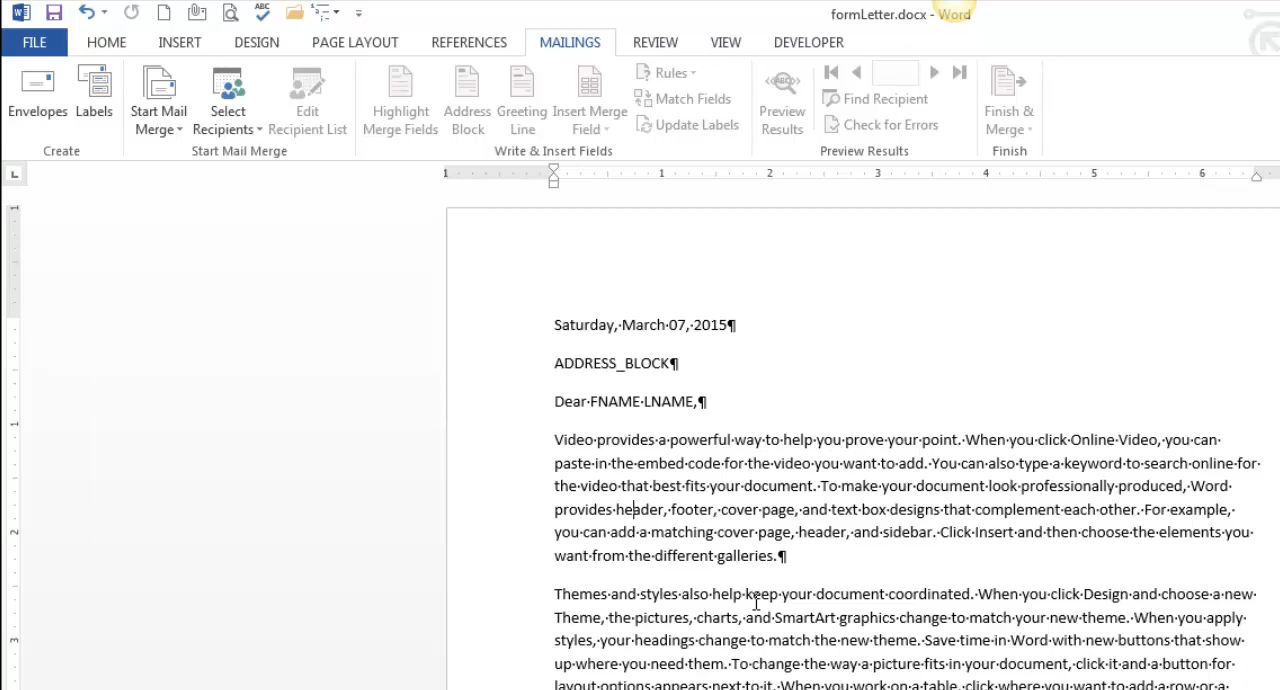 formLetter.docx - Word
FILE HOME INSERT DESIGN PAGE LAYOUT REFERENCES MAILINGS REVIEW VIEW DEVELOPER
Envelopes Labels
Create
Start Mail Merge
Select Recipients
Edit Recipient List
Start Mail Merge
Highlight Merge Fields
Address Block
Greeting Line
Insert Merge Field
Rules
Match Fields
Update Labels
Write & Insert Fields
Preview Results
Find Recipient
Check for Errors
Preview Results
Finish & Merge
Finish
1 1 2 3 4 5 6
1
1
2
3
Saturday,·March·07,·2015¶
ADDRESS_BLOCK¶
Dear·FNAME·LNAME,¶
Video·provides·a·powerful·way·to·help·you·prove·your·point.·When·you·click·Online·Video,·you·can·
paste·in·the·embed·code·for·the·video·you·want·to·add.·You·can·also·type·a·keyword·to·search·online·for·
the·video·that·best·fits·your·document.·To·make·your·document·look·professionally·produced,·Word·
provides·header,·footer,·cover·page,·and·text·box·designs·that·complement·each·other.·For·example,·
you·can·add·a·matching·cover·page,·header,·and·sidebar.·Click·Insert·and·then·choose·the·elements·you·
want·from·the·different·galleries.¶
Themes·and·styles·also·help·keep·your·document·coordinated.·When·you·click·Design·and·choose·a·new·
Theme,·the·pictures,·charts,·and·SmartArt·graphics·change·to·match·your·new·theme.·When·you·apply·
styles,·your·headings·change·to·match·the·new·theme.·Save·time·in·Word·with·new·buttons·that·show·
up·where·you·need·them.·To·change·the·way·a·picture·fits·in·your·document,·click·it·and·a·button·for·
layout·options·appears·next·to·it.·When·you·work·on·a·table,·click·where·you·want·to·add·a·row·or·a·